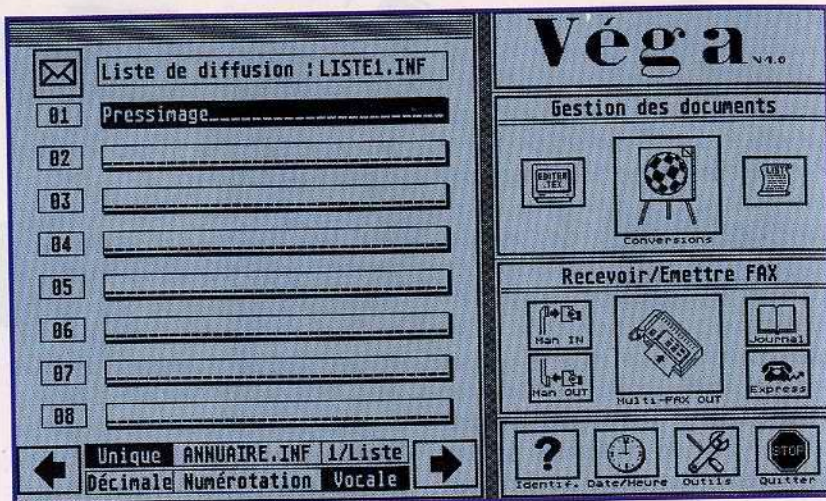 Liste de diffusion : LISTE1.INF
01 Pressimage
02
03
04
05
06
07
08
Unique ANNUAIRE.INF 1/Liste
Décimale Numérotation Vocale
Véga V1.0
Gestion des documents
EDITER .TEX
LIST
Conversions
Recevoir/Emettre FAX
Man IN
Journal
Man OUT
Multi-FAX OUT
Express
?
STOP
Identif. Date/Heure Outils Quitter